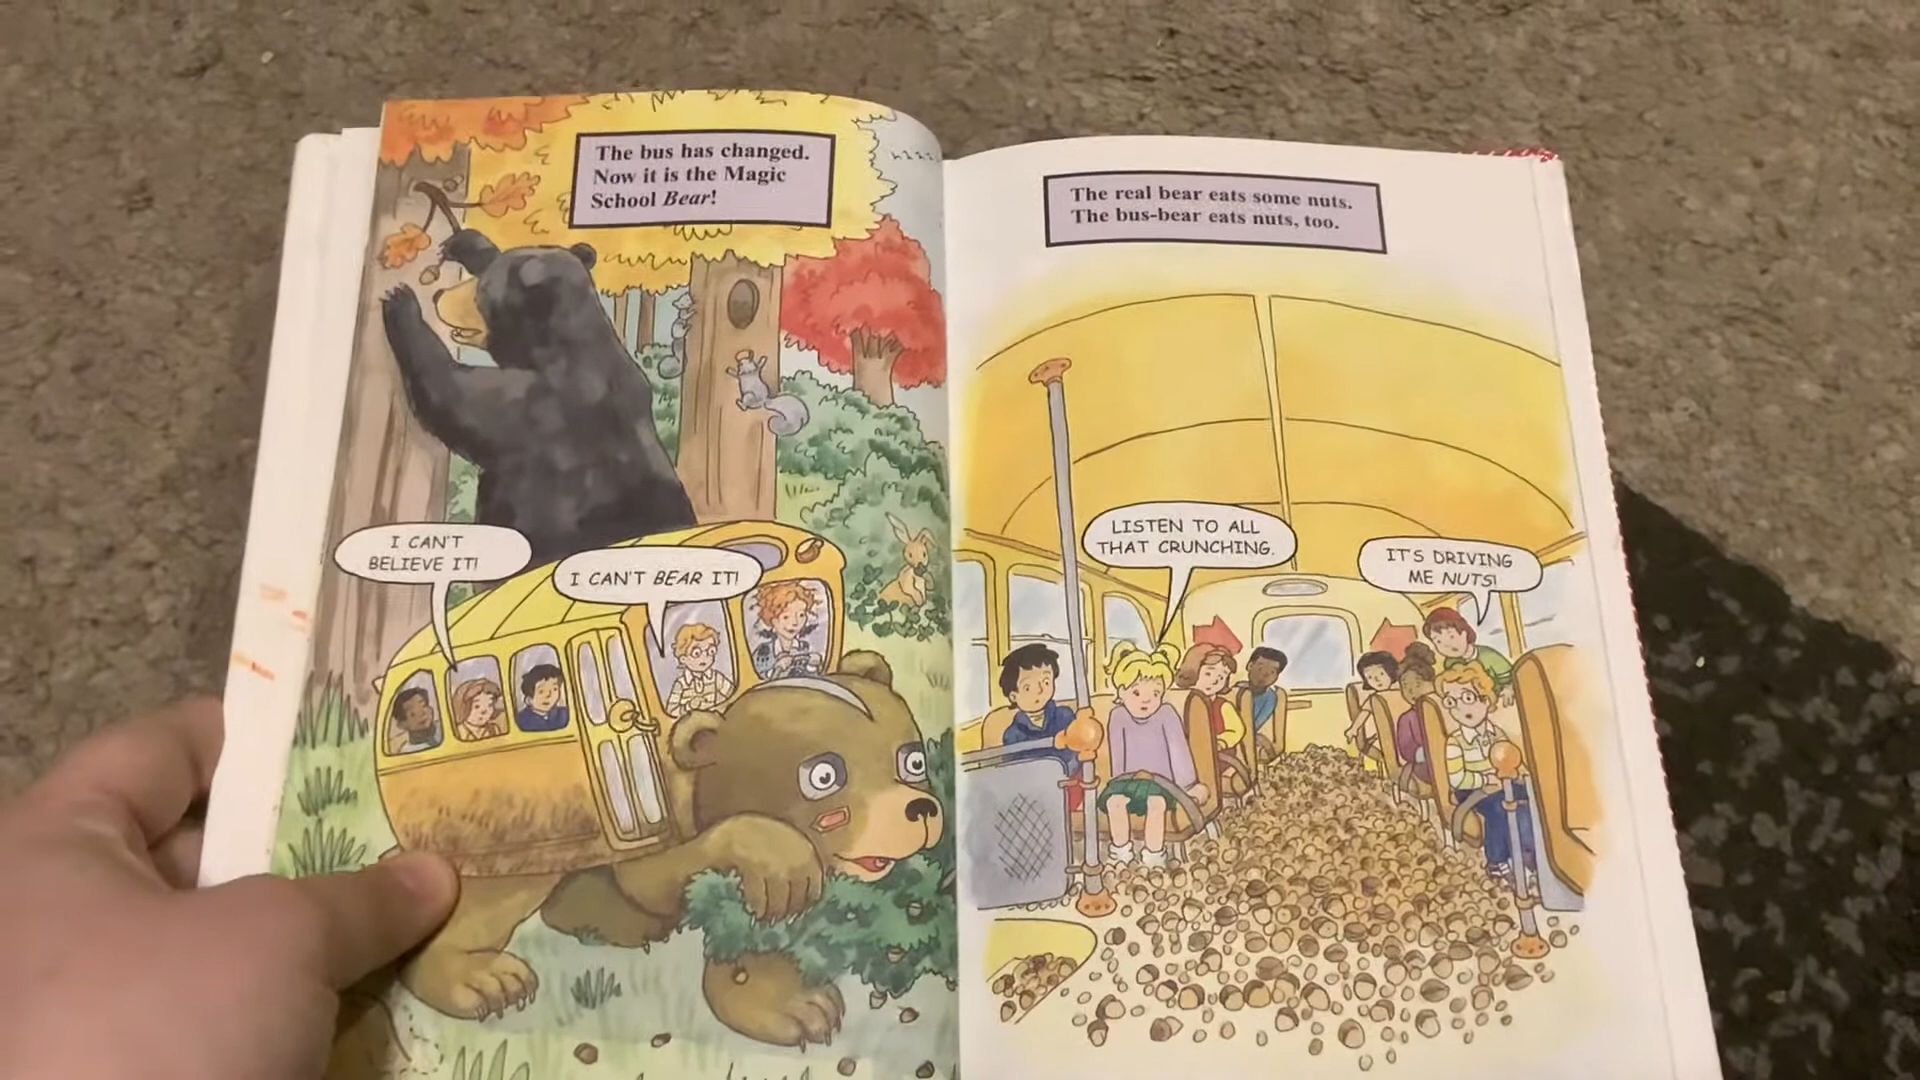 The bus has changed.
Now it is the Magic
School Bear!
I CAN'T
BELIEVE IT!
I CAN'T BEAR IT!
The real bear eats some nuts.
The bus-bear eats nuts, too.
LISTEN TO ALL
THAT CRUNCHING.
IT'S DRIVING
ME NUTS!